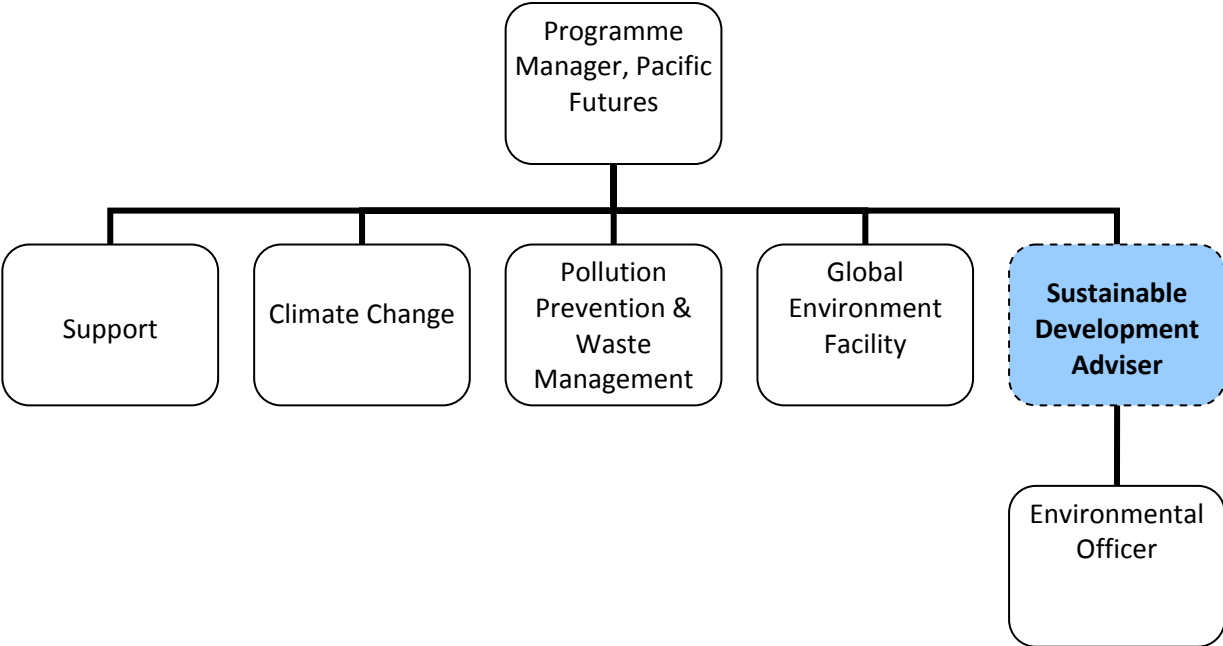 Programme
Manager, Pacific
Futures
Support
Climate Change
Pollution
Prevention &
Waste
Management
Global
Environment
Facility
Sustainable
Development
Adviser
Environmental
Officer